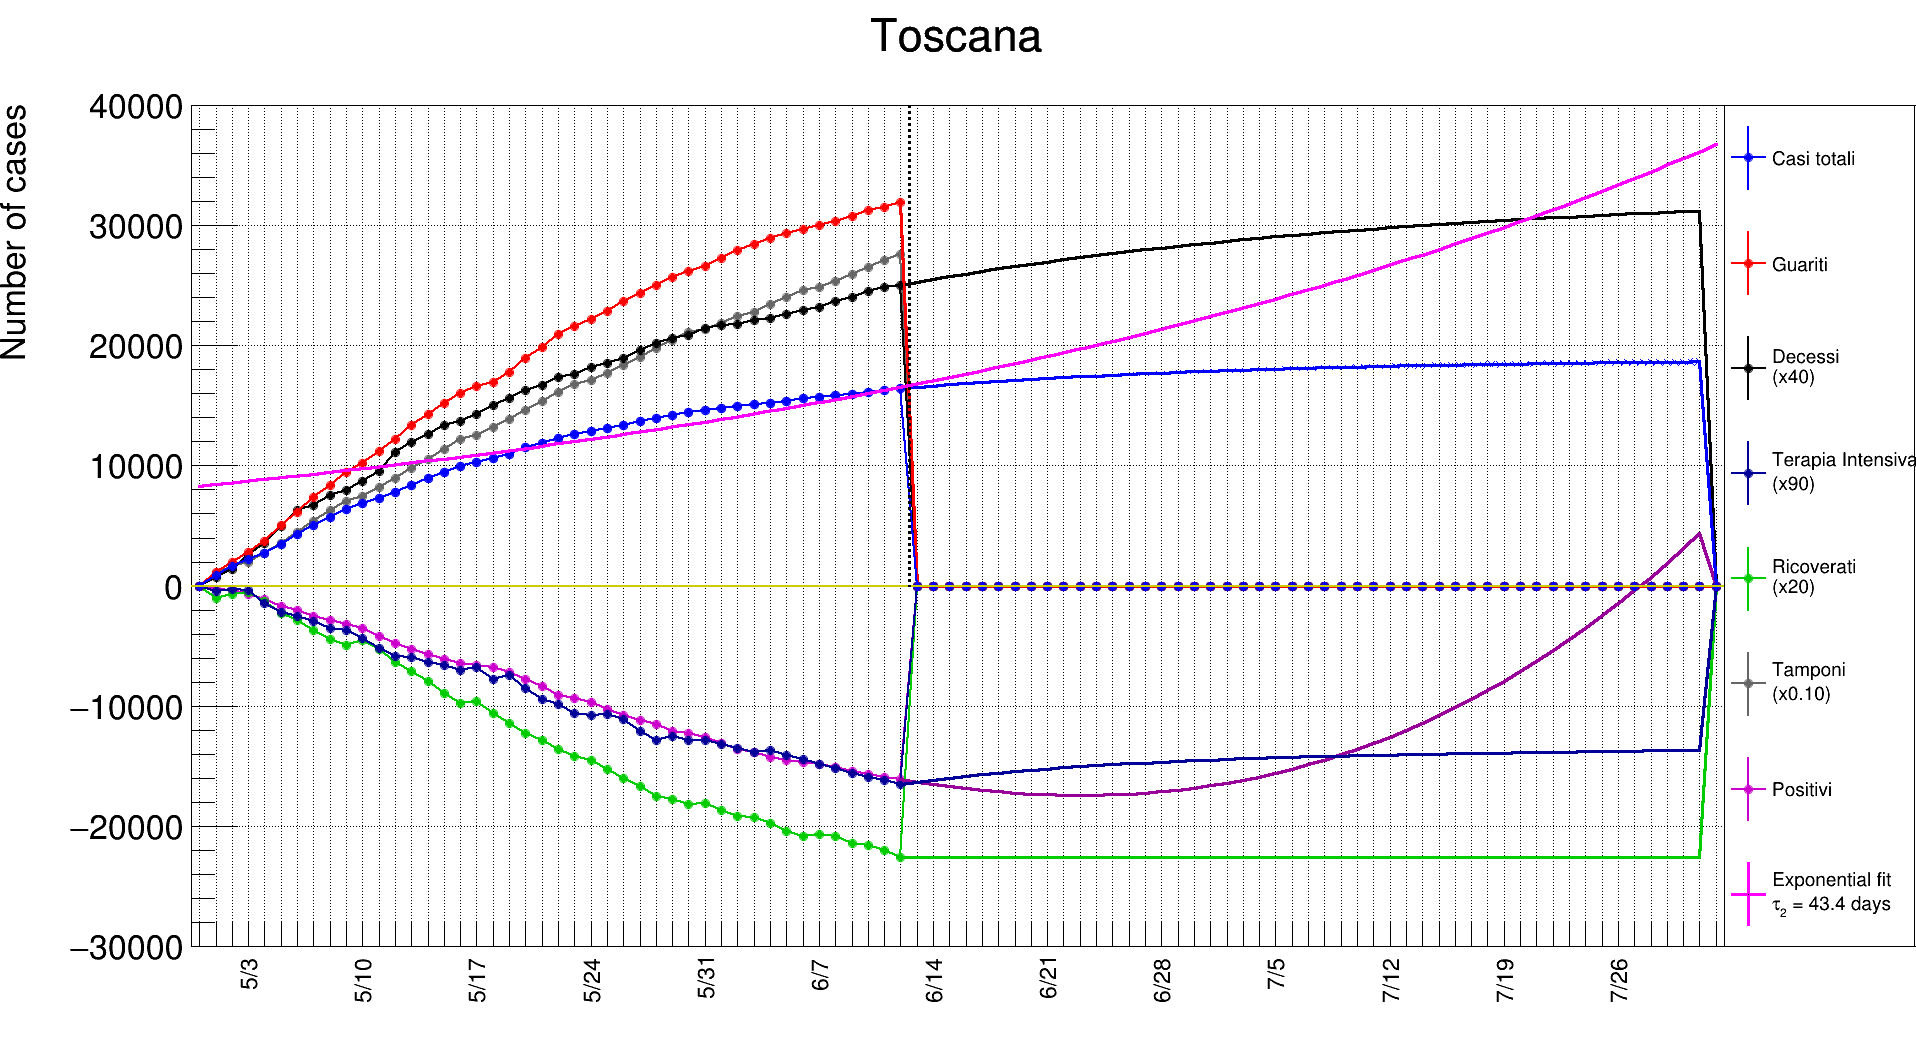 Toscana
Number of cases
40000
30000
20000
10000
0
−10000
−20000
−30000
5/3
5/10
5/17
5/24
5/31
6/7
6/14
6/21
6/28
7/5
7/12
7/19
7/26
Casi totali
Guariti
Decessi
(x40)
Terapia Intensiva
(x90)
Ricoverati
(x20)
Tamponi
(x0.10)
Positivi
Exponential fit
τ2 = 43.4 days